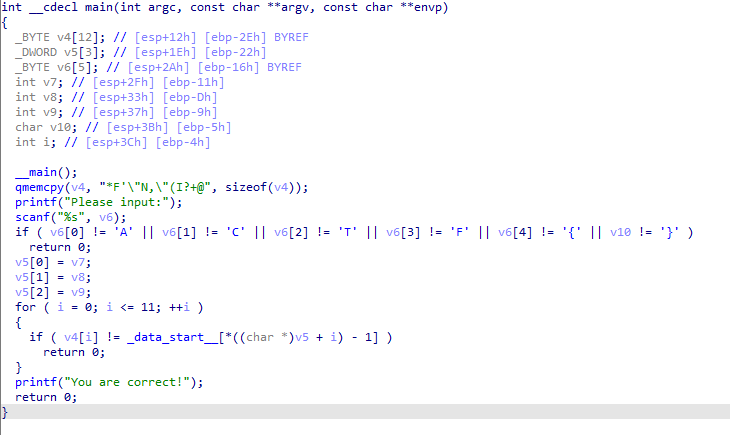 int __cdecl main(int argc, const char **argv, const char **envp)
{
  _BYTE v4[12]; // [esp+12h] [ebp-2Eh] BYREF
  _DWORD v5[3]; // [esp+1Eh] [ebp-22h]
  _BYTE v6[5]; // [esp+2Ah] [ebp-16h] BYREF
  int v7; // [esp+2Fh] [ebp-11h]
  int v8; // [esp+33h] [ebp-Dh]
  int v9; // [esp+37h] [ebp-9h]
  char v10; // [esp+3Bh] [ebp-5h]
  int i; // [esp+3Ch] [ebp-4h]

  __main();
  qmemcpy(v4, "*F'\"N,\"(I?+@", sizeof(v4));
  printf("Please input:");
  scanf("%s", v6);
  if ( v6[0] != 'A' || v6[1] != 'C' || v6[2] != 'T' || v6[3] != 'F' || v6[4] != '{' || v10 != '}' )
    return 0;
  v5[0] = v7;
  v5[1] = v8;
  v5[2] = v9;
  for ( i = 0; i <= 11; ++i )
  {
    if ( v4[i] != _data_start__[*((char *)v5 + i) - 1] )
      return 0;
  }
  printf("You are correct!");
  return 0;
}